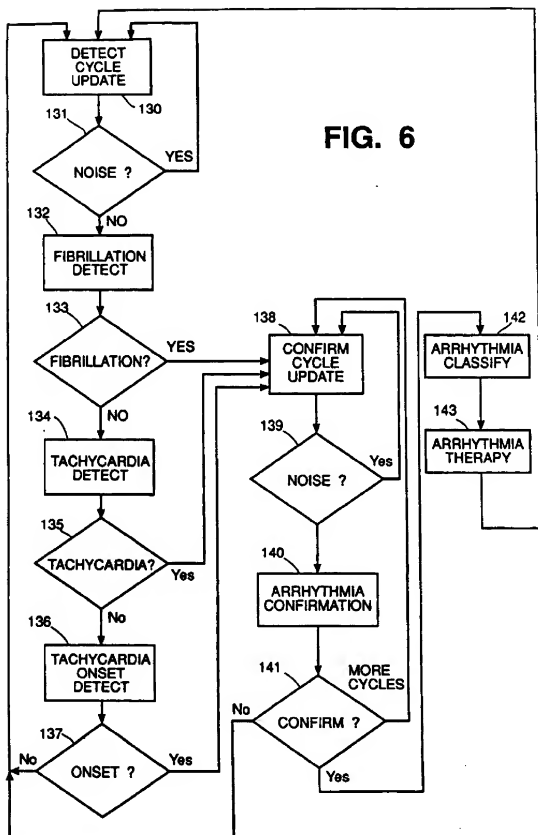 DETECT
CYCLE
UPDATE
130
131
NOISE ?
YES
NO
FIG. 6
132
FIBRILLATION
DETECT
133
FIBRILLATION?
YES
NO
134
TACHYCARDIA
DETECT
135
TACHYCARDIA?
Yes
No
136
TACHYCARDIA
ONSET
DETECT
137
ONSET ?
No
Yes
138
CONFIRM
CYCLE
UPDATE
139
NOISE ?
Yes
140
ARRHYTHMIA
CONFIRMATION
141
MORE
CYCLES
CONFIRM ?
No
Yes
142
ARRHYTHMIA
CLASSIFY
143
ARRHYTHMIA
THERAPY